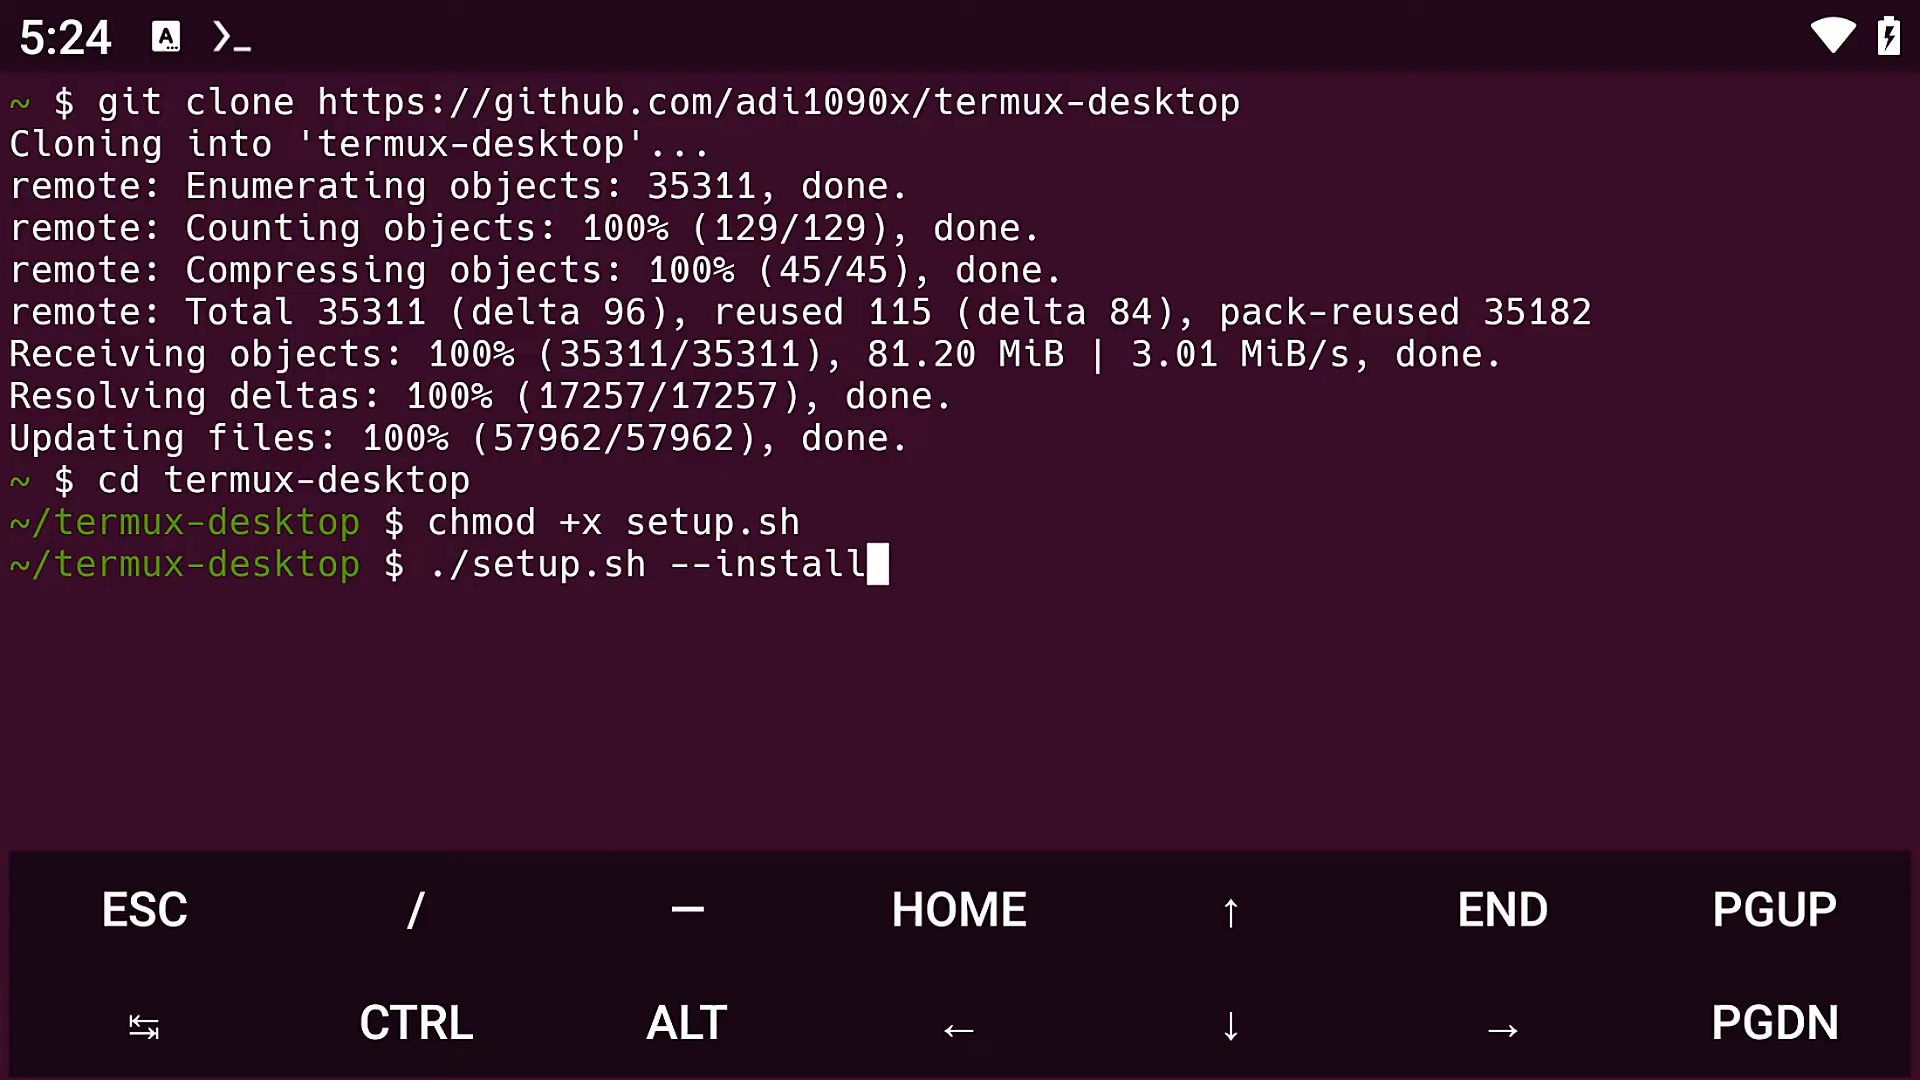 5:24
~ $ git clone https://github.com/adi1090x/termux-desktop
Cloning into 'termux-desktop'...
remote: Enumerating objects: 35311, done.
remote: Counting objects: 100% (129/129), done.
remote: Compressing objects: 100% (45/45), done.
remote: Total 35311 (delta 96), reused 115 (delta 84), pack-reused 35182
Receiving objects: 100% (35311/35311), 81.20 MiB | 3.01 MiB/s, done.
Resolving deltas: 100% (17257/17257), done.
Updating files: 100% (57962/57962), done.
~ $ cd termux-desktop
~/termux-desktop $ chmod +x setup.sh
~/termux-desktop $ ./setup.sh --install
ESC / — HOME ↑ END PGUP
↹ CTRL ALT ← ↓ → PGDN